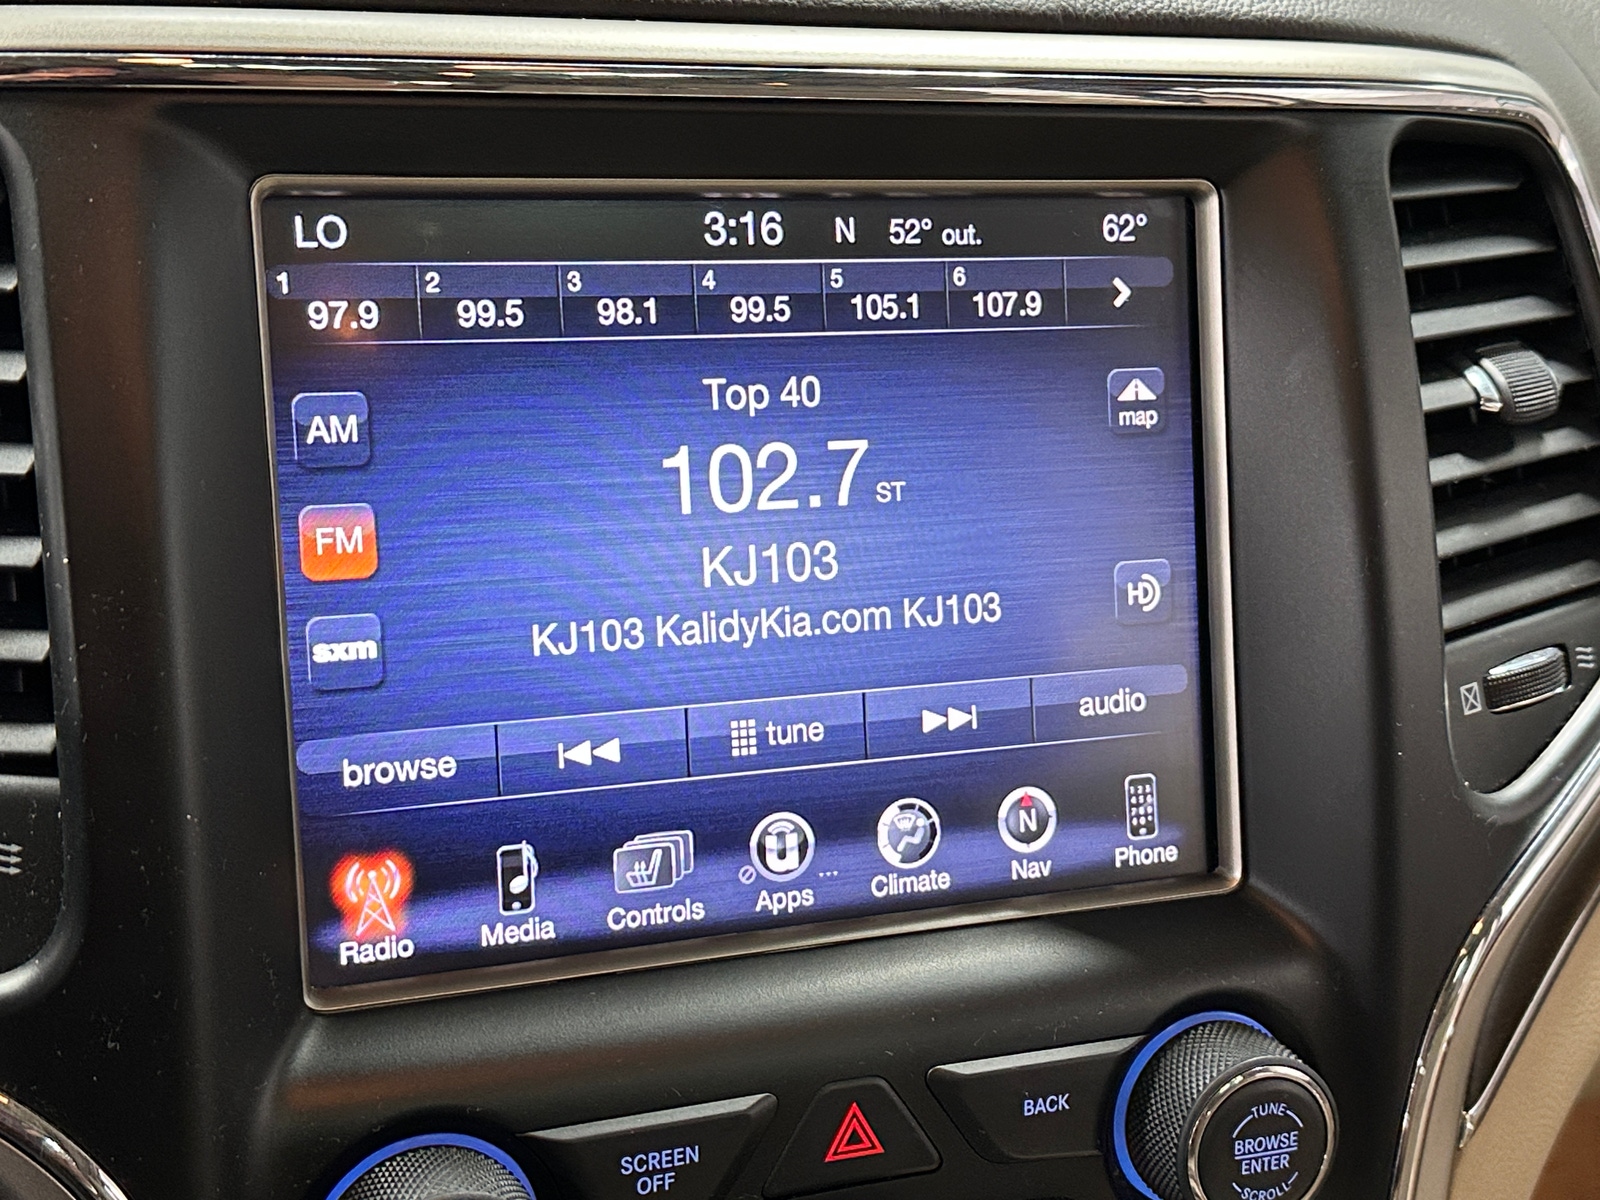 LO 3:16 N 52° out. 62°
1 2 3 4 5 6
97.9 99.5 98.1 99.5 105.1 107.9
Top 40
AM
map
102.7 ST
FM
KJ103
HD
sxm
KJ103 KalidyKia.com KJ103
browse tune audio
Radio Media Controls Apps ... Climate N Nav Phone
SCREEN
OFF
BACK
TUNE
BROWSE
ENTER
SCROLL